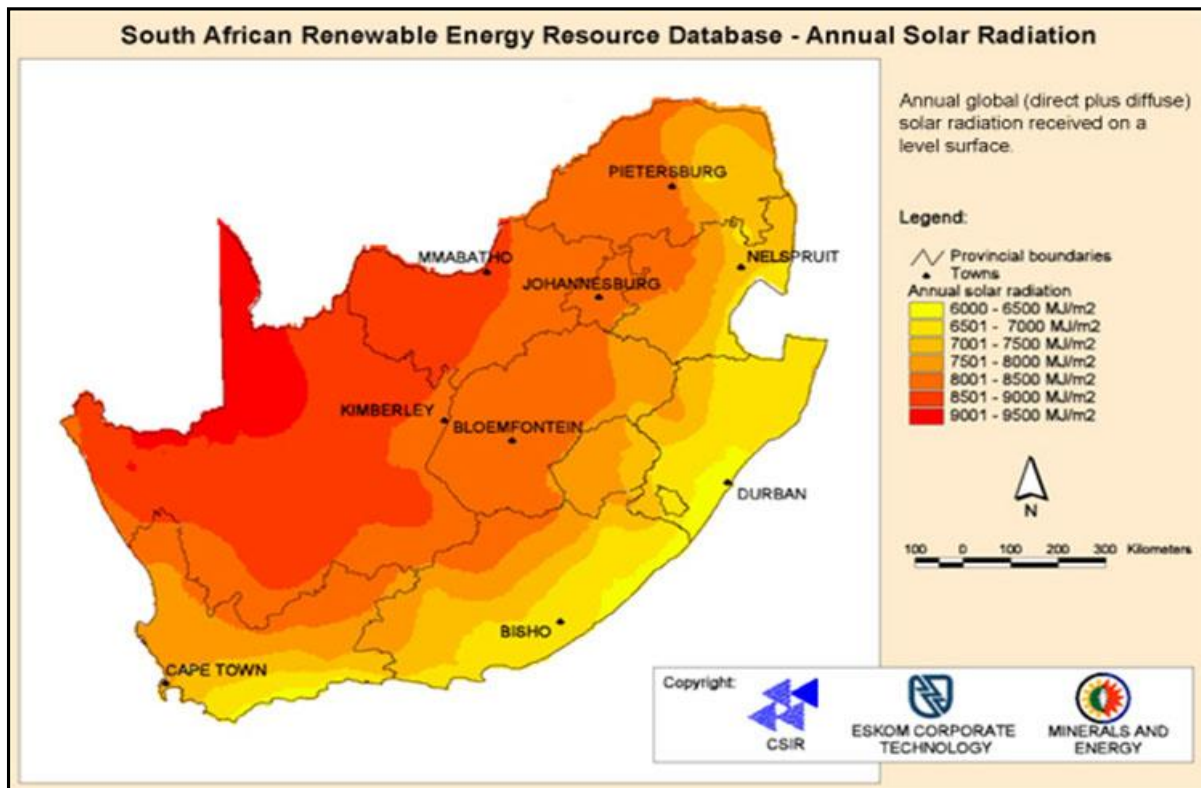 South African Renewable Energy Resource Database - Annual Solar Radiation
Annual global (direct plus diffuse)
solar radiation received on a
level surface.
PIETERSBURG
Legend:
Provincial boundaries
MMABATHO
NELSPRUIT
Towns
JOHANNESBURG
Annual solar radiation
6000 - 6500 MJ/m2
6501 - 7000 MJ/m2
7001 - 7500 MJ/m2
7501 - 8000 MJ/m2
8001 - 8500 MJ/m2
8501 - 9000 MJ/m2
9001 - 9500 MJ/m2
KIMBERLEY
BLOEMFONTEIN
DURBAN
N
100 0 100 200 300 Kilometers
BISHO
CAPE TOWN
Copyright:
CSIR
ESKOM CORPORATE
TECHNOLOGY
MINERALS AND
ENERGY